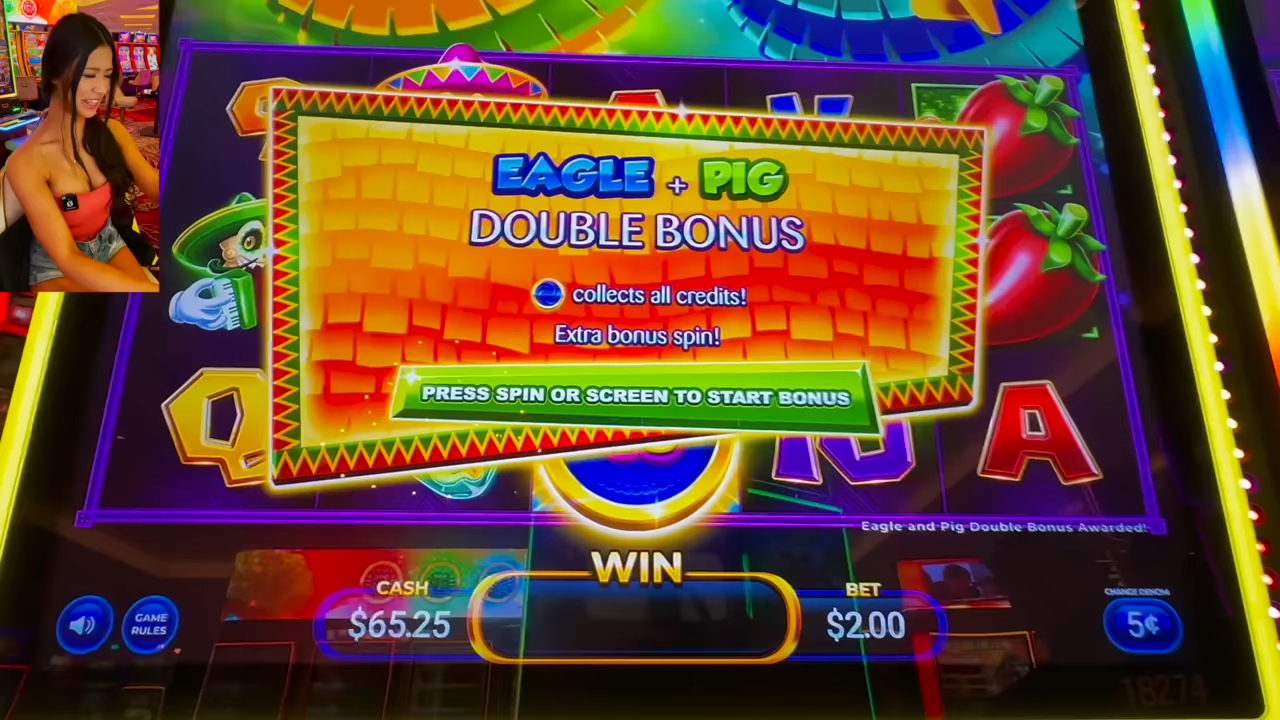 EAGLE + PIG
DOUBLE BONUS
collects all credits!
Extra bonus spin!
PRESS SPIN OR SCREEN TO START BONUS
Q
A
Eagle and Pig Double Bonus Awarded!
WIN
CASH
$65.25
BET
$2.00
GAME
RULES
CHANGE DENOM
5¢
18274